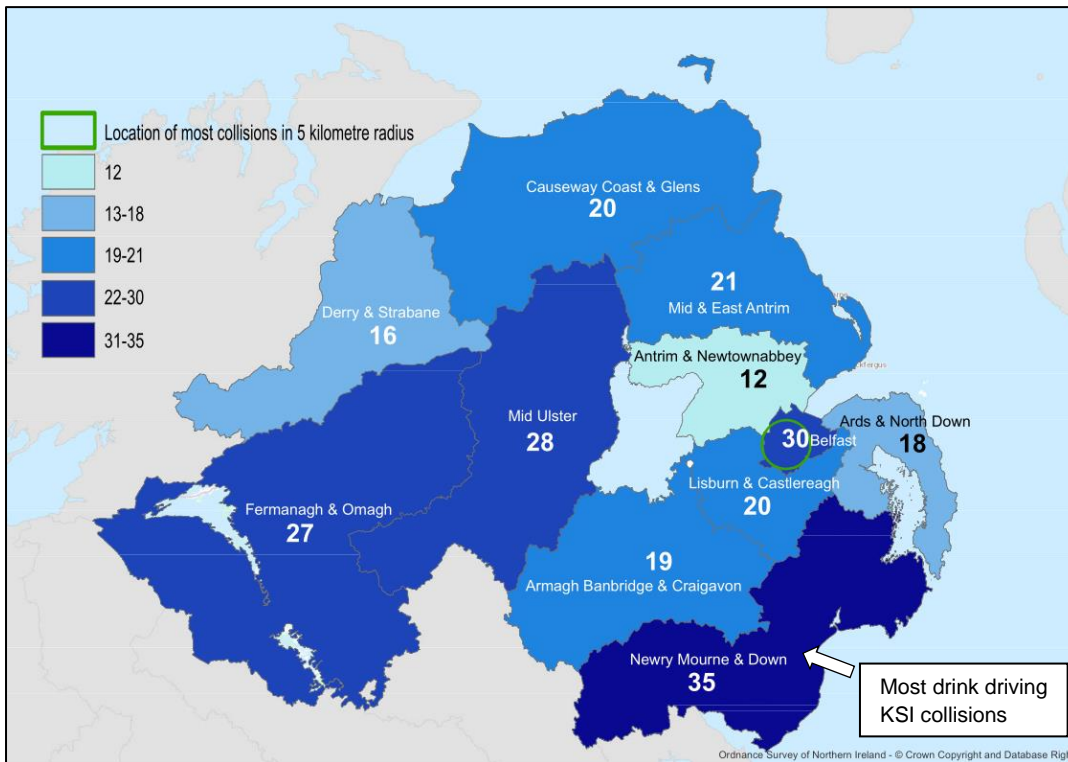 Location of most collisions in 5 kilometre radius
12
13-18
19-21
22-30
31-35
Causeway Coast & Glens
20
21
Mid & East Antrim
Derry & Strabane
16
Antrim & Newtownabbey
12
Mid Ulster
28
30 Belfast
Ards & North Down
18
Lisburn & Castlereagh
20
Fermanagh & Omagh
27
19
Armagh Banbridge & Craigavon
Newry Mourne & Down
35
Most drink driving
KSI collisions
Ordnance Survey of Northern Ireland - © Crown Copyright and Database Righ